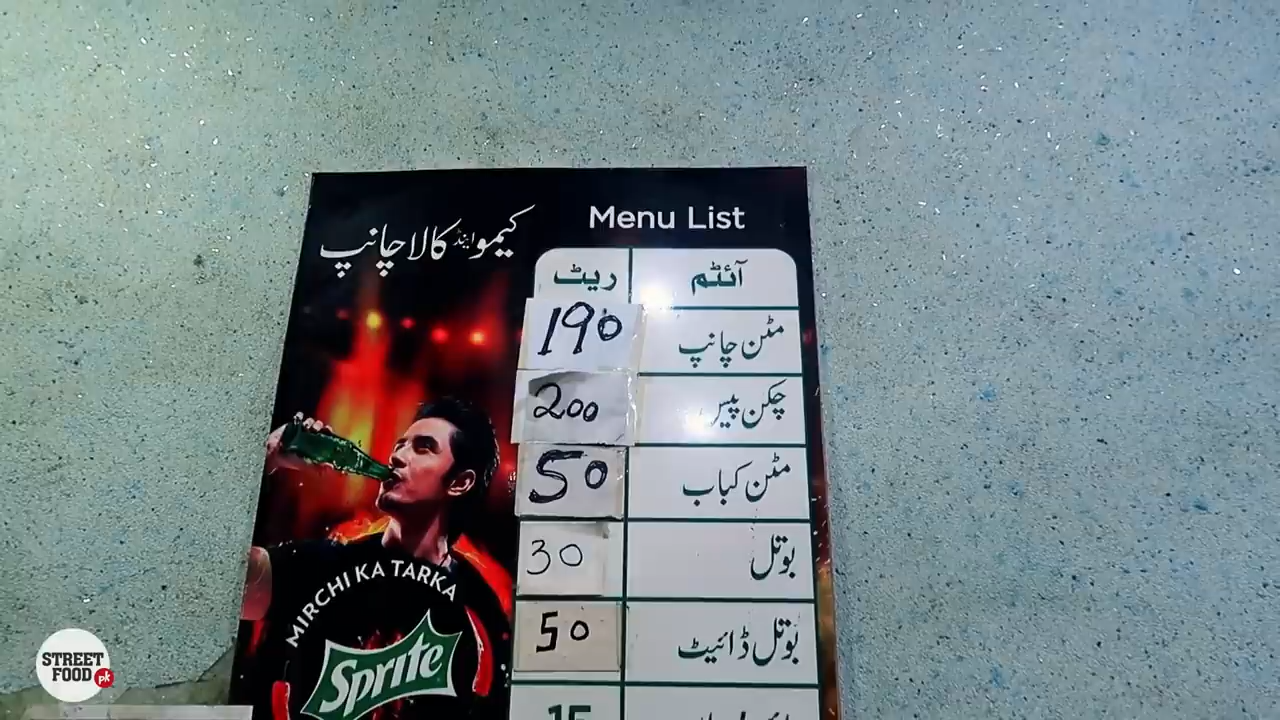 Menu List
کیمو اینڈ کالا چانپ
آئٹم ریٹ
مٹن چانپ 190
چکن پیس 200
مٹن کباب 50
بوتل 30
بوتل ڈائیٹ 50
15
MIRCHI KA TARKA
Sprite
STREET
FOOD
pk